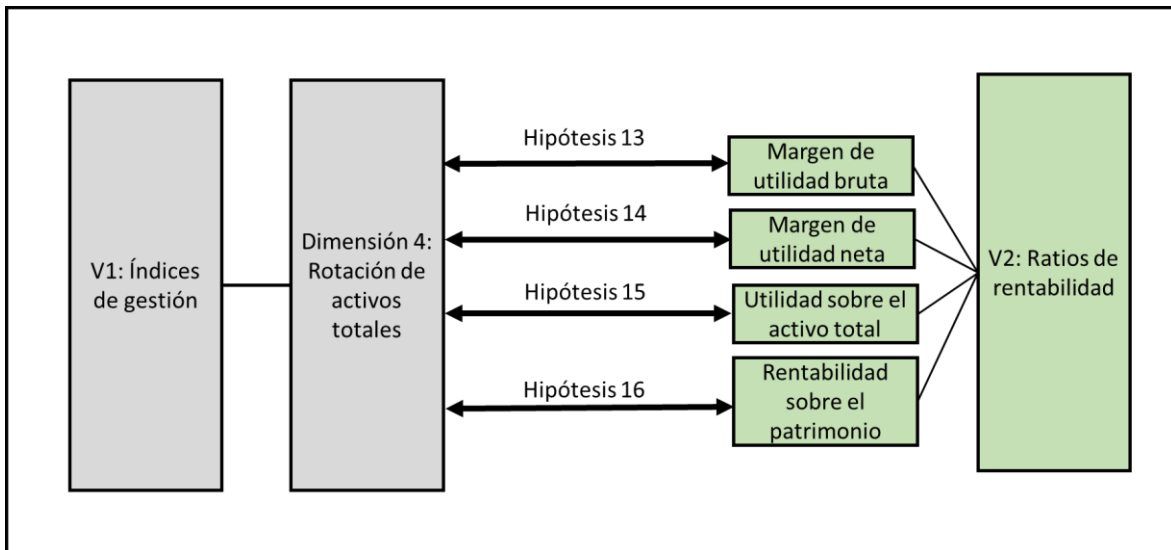 V1: Índices
de gestión
Dimensión 4:
Rotación de
activos
totales
Hipótesis 13
Hipótesis 14
Hipótesis 15
Hipótesis 16
Margen de
utilidad bruta
Margen de
utilidad neta
Utilidad sobre el
activo total
Rentabilidad
sobre el
patrimonio
V2: Ratios de
rentabilidad